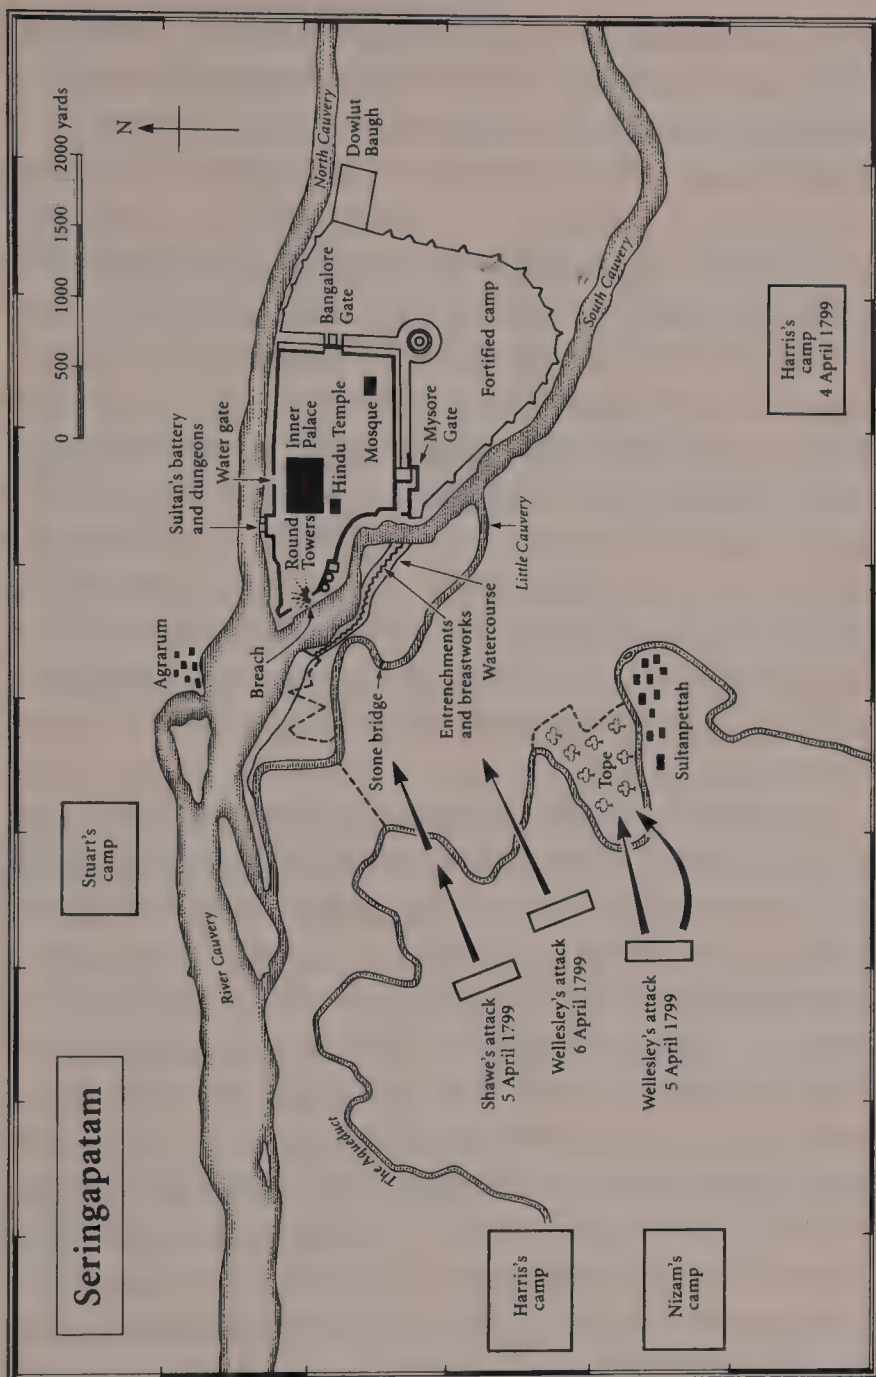 Seringapatam
0 500 1000 1500 2000 yards
N
Stuart's
camp
Agrarum
Sultan's battery
and dungeons
Water gate
River Cauvery
North Cauvery
Dowlut
Baugh
Bangalore
Gate
Round
Towers
Inner
Palace
Hindu Temple
Mosque
Breach
Mysore
Gate
Fortified camp
South Cauvery
Stone bridge
Entrenchments
and breastworks
Watercourse
Little Cauvery
The Aqueduct
Shawe's attack
5 April 1799
Wellesley's attack
6 April 1799
Wellesley's attack
5 April 1799
Tope
Sultanpettah
Harris's
camp
Nizam's
camp
Harris's
camp
4 April 1799